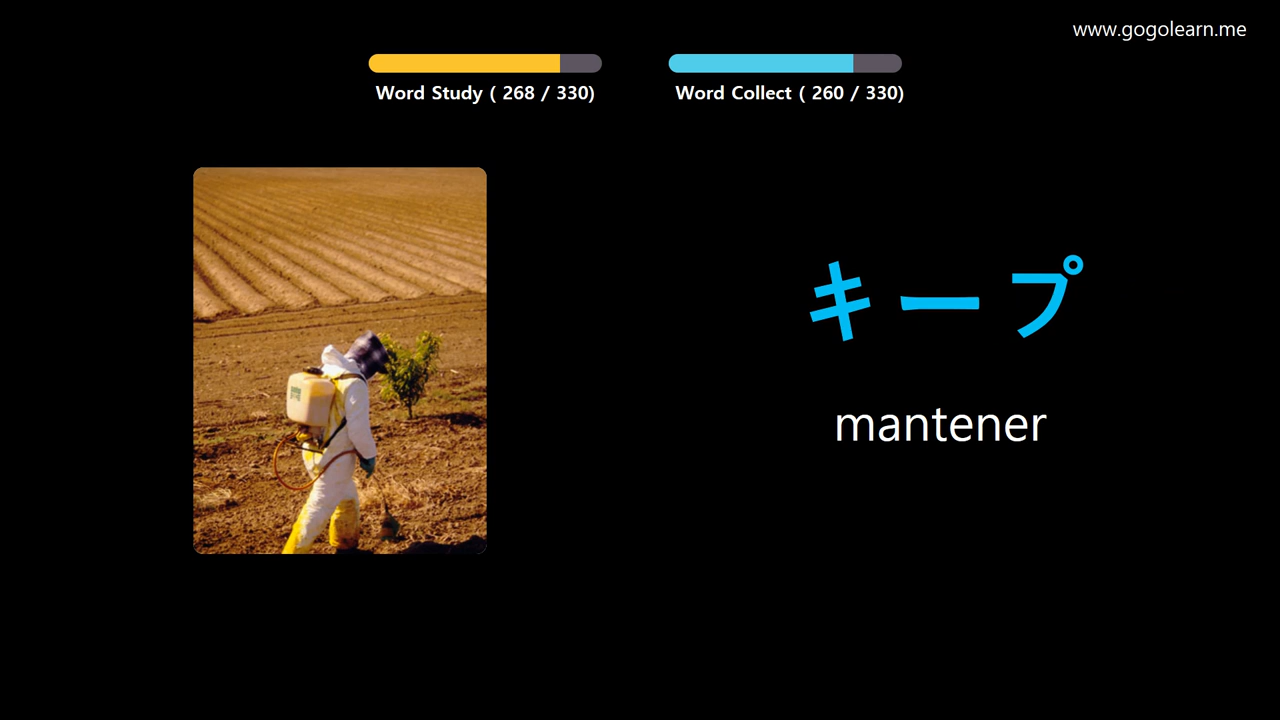 www.gogolearn.me
Word Study ( 268 / 330)
Word Collect ( 260 / 330)
キープ
mantener